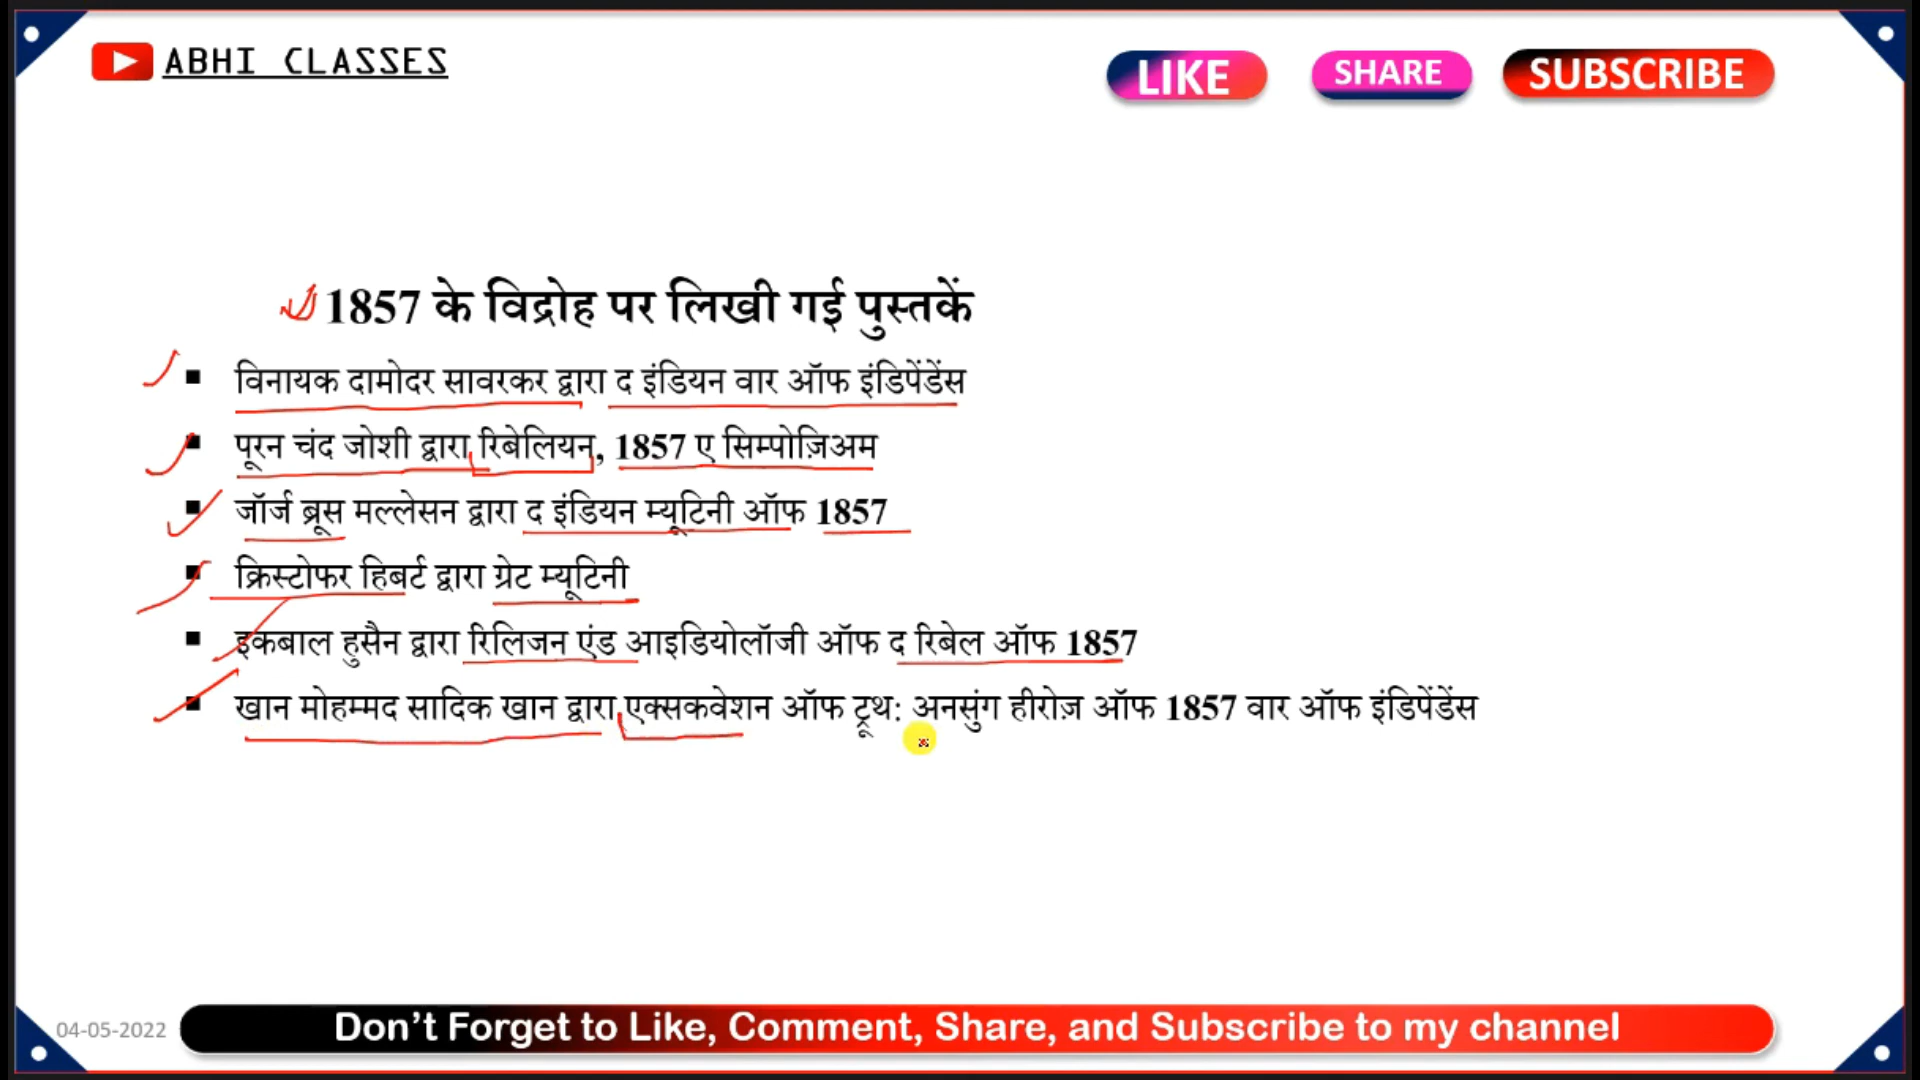 ABHI CLASSES
LIKE
SHARE
SUBSCRIBE
1857 के विद्रोह पर लिखी गई पुस्तकें
▪ विनायक दामोदर सावरकर द्वारा द इंडियन वार ऑफ इंडिपेंडेंस
▪ पूरन चंद जोशी द्वारा रिबेलियन, 1857 ए सिम्पोज़िअम
▪ जॉर्ज ब्रूस मल्लेसन द्वारा द इंडियन म्यूटिनी ऑफ 1857
▪ क्रिस्टोफर हिबर्ट द्वारा ग्रेट म्यूटिनी
▪ इकबाल हुसैन द्वारा रिलिजन एंड आइडियोलॉजी ऑफ द रिबेल ऑफ 1857
▪ खान मोहम्मद सादिक खान द्वारा एक्सकवेशन ऑफ ट्रूथ: अनसुंग हीरोज़ ऑफ 1857 वार ऑफ इंडिपेंडेंस
04-05-2022
Don't Forget to Like, Comment, Share, and Subscribe to my channel